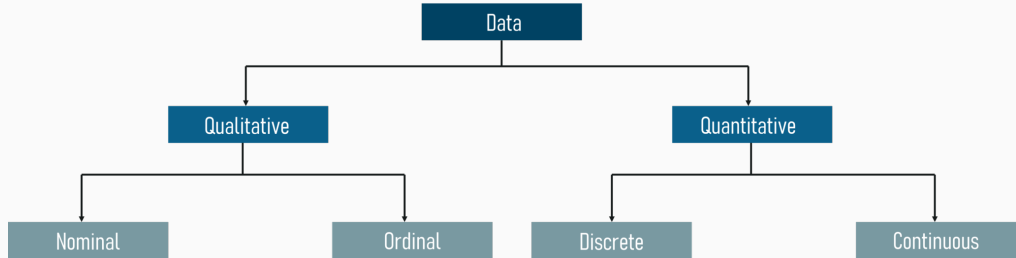 Data
Qualitative
Quantitative
Nominal
Ordinal
Discrete
Continuous